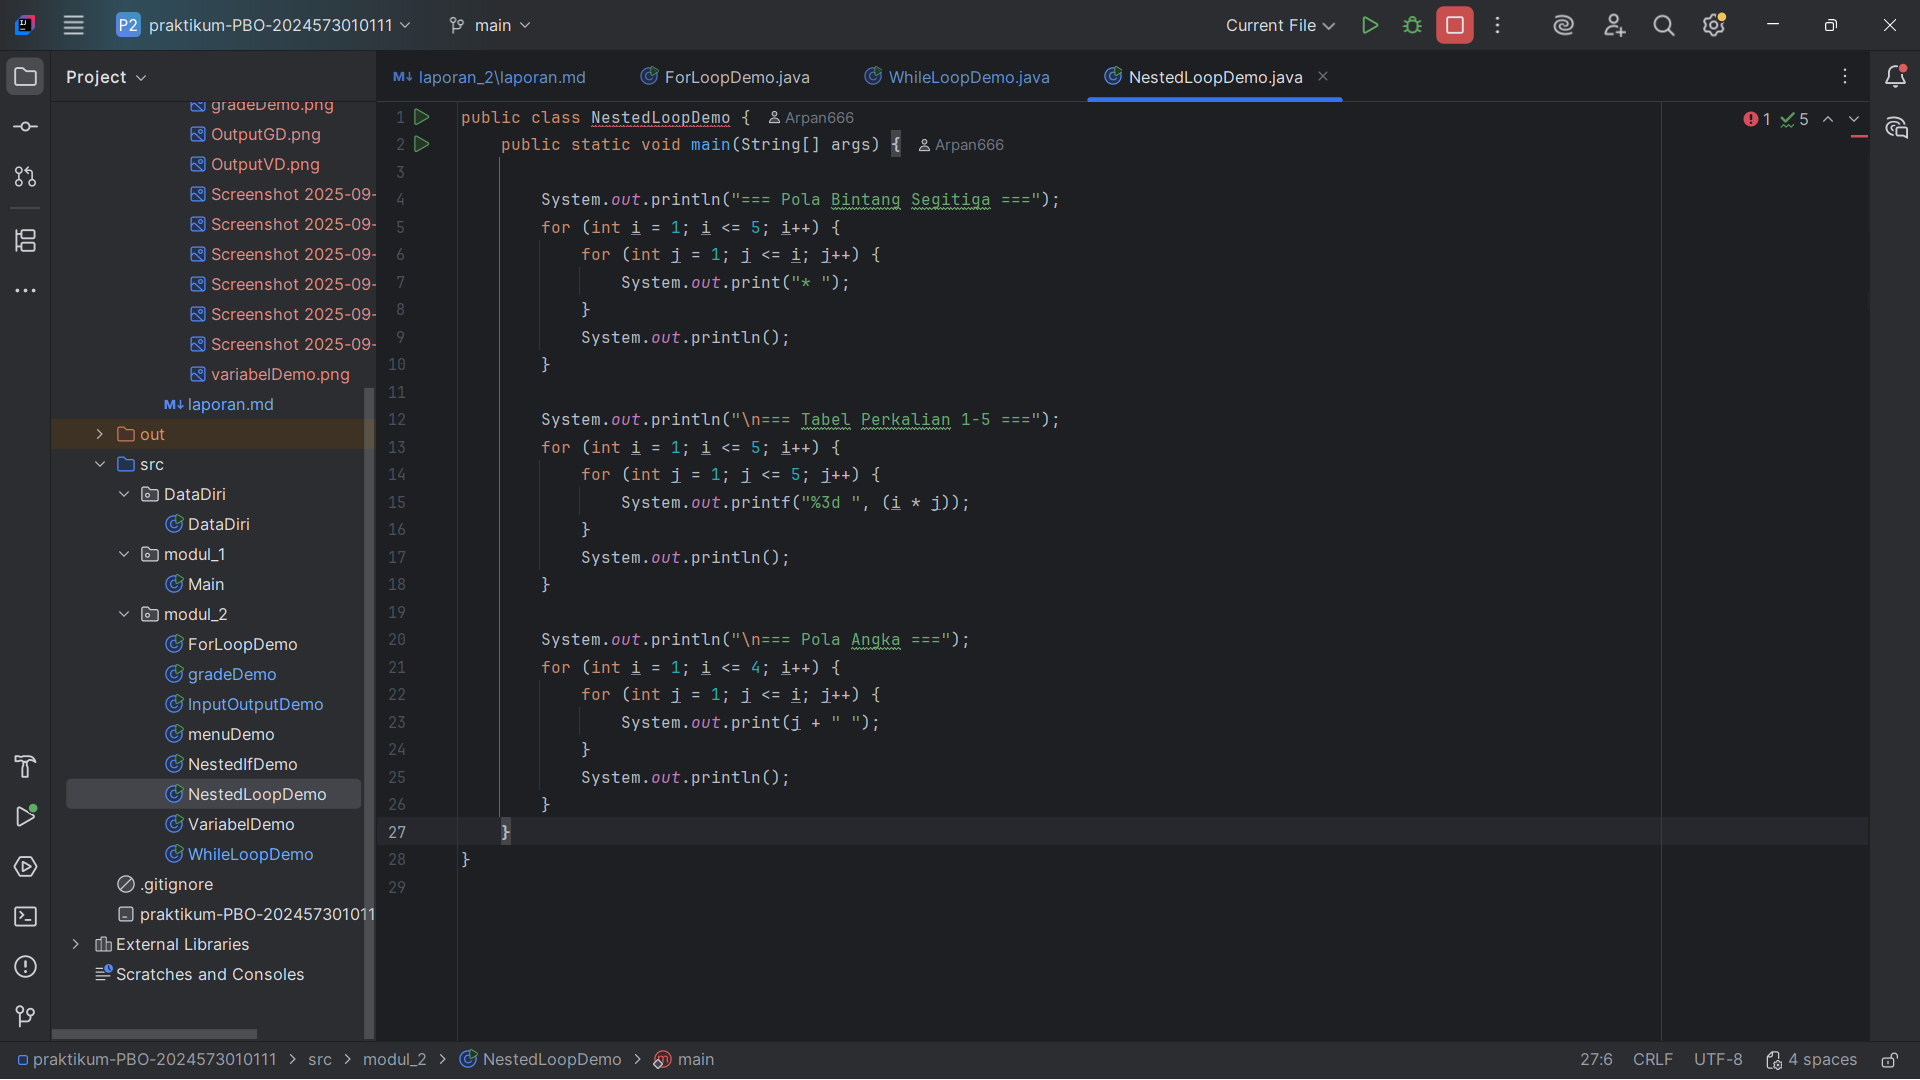 P2 praktikum-PBO-2024573010111 main Current File
Project
laporan_2\laporan.md ForLoopDemo.java WhileLoopDemo.java NestedLoopDemo.java
gradeDemo.png
OutputGD.png
OutputVD.png
Screenshot 2025-09-
Screenshot 2025-09-
Screenshot 2025-09-
Screenshot 2025-09-
Screenshot 2025-09-
Screenshot 2025-09-
variabelDemo.png
M↓ laporan.md
out
src
DataDiri
DataDiri
modul_1
Main
modul_2
ForLoopDemo
gradeDemo
InputOutputDemo
menuDemo
NestedIfDemo
NestedLoopDemo
VariabelDemo
WhileLoopDemo
.gitignore
praktikum-PBO-2024573010111
External Libraries
Scratches and Consoles
1 public class NestedLoopDemo { Arpan666
2 public static void main(String[] args) { Arpan666
3
4 System.out.println("=== Pola Bintang Segitiga ===");
5 for (int i = 1; i <= 5; i++) {
6 for (int j = 1; j <= i; j++) {
7 System.out.print("* ");
8 }
9 System.out.println();
10 }
11
12 System.out.println("\n=== Tabel Perkalian 1-5 ===");
13 for (int i = 1; i <= 5; i++) {
14 for (int j = 1; j <= 5; j++) {
15 System.out.printf("%3d ", (i * j));
16 }
17 System.out.println();
18 }
19
20 System.out.println("\n=== Pola Angka ===");
21 for (int i = 1; i <= 4; i++) {
22 for (int j = 1; j <= i; j++) {
23 System.out.print(j + " ");
24 }
25 System.out.println();
26 }
27 }
28 }
29
1 5
praktikum-PBO-2024573010111 > src > modul_2 > NestedLoopDemo > main 27:6 CRLF UTF-8 4 spaces